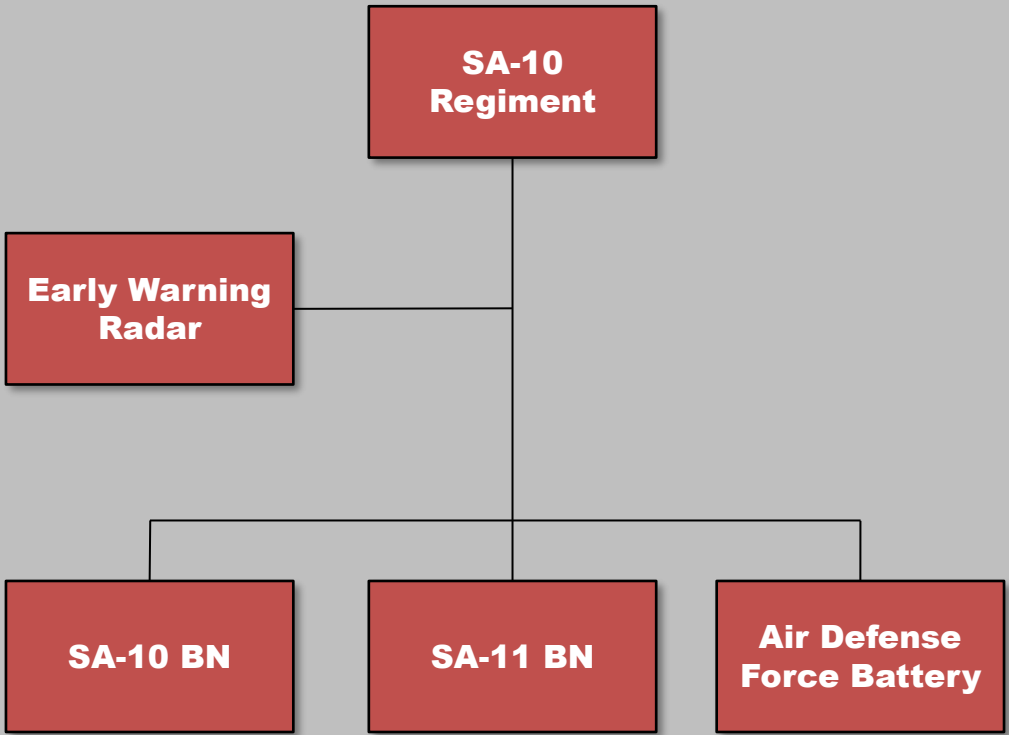 SA-10
Regiment
Early Warning
Radar
SA-10 BN
SA-11 BN
Air Defense
Force Battery